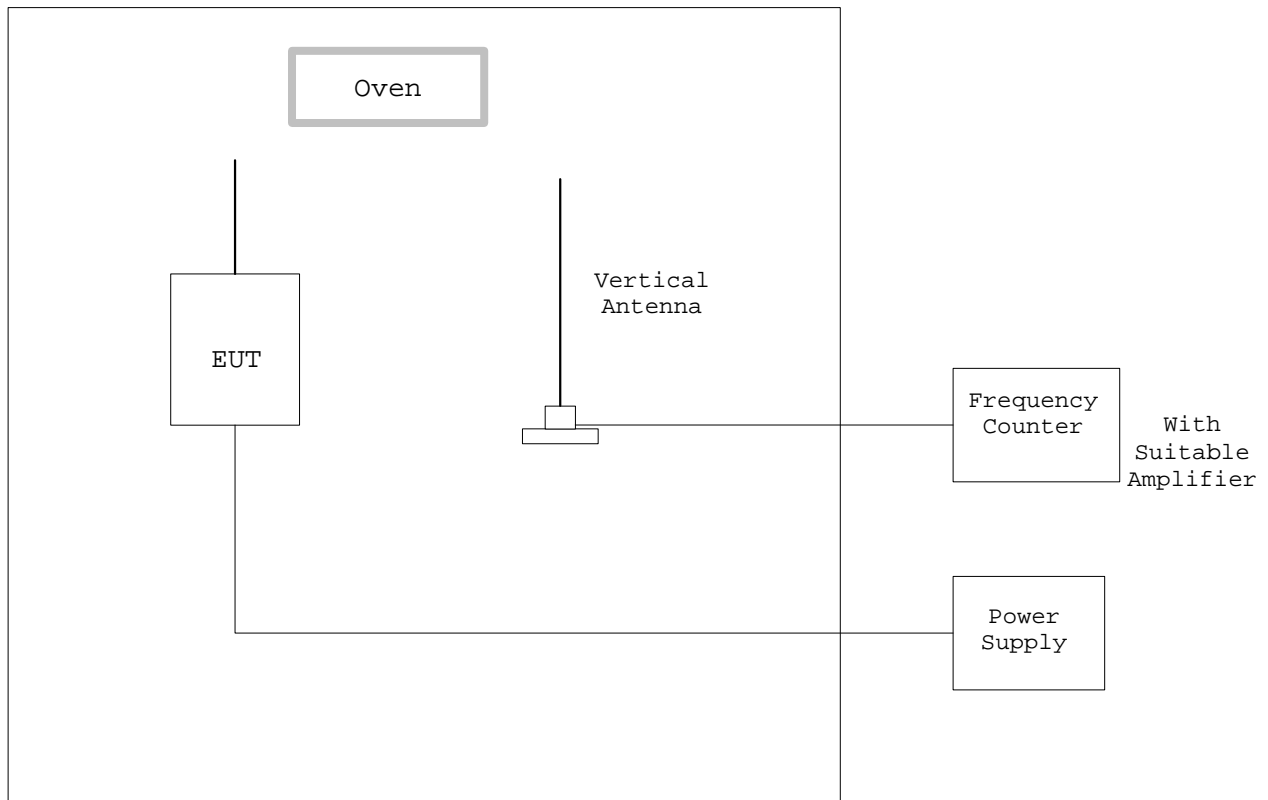 Oven
Vertical
Antenna
EUT
Frequency
Counter
With
Suitable
Amplifier
Power
Supply